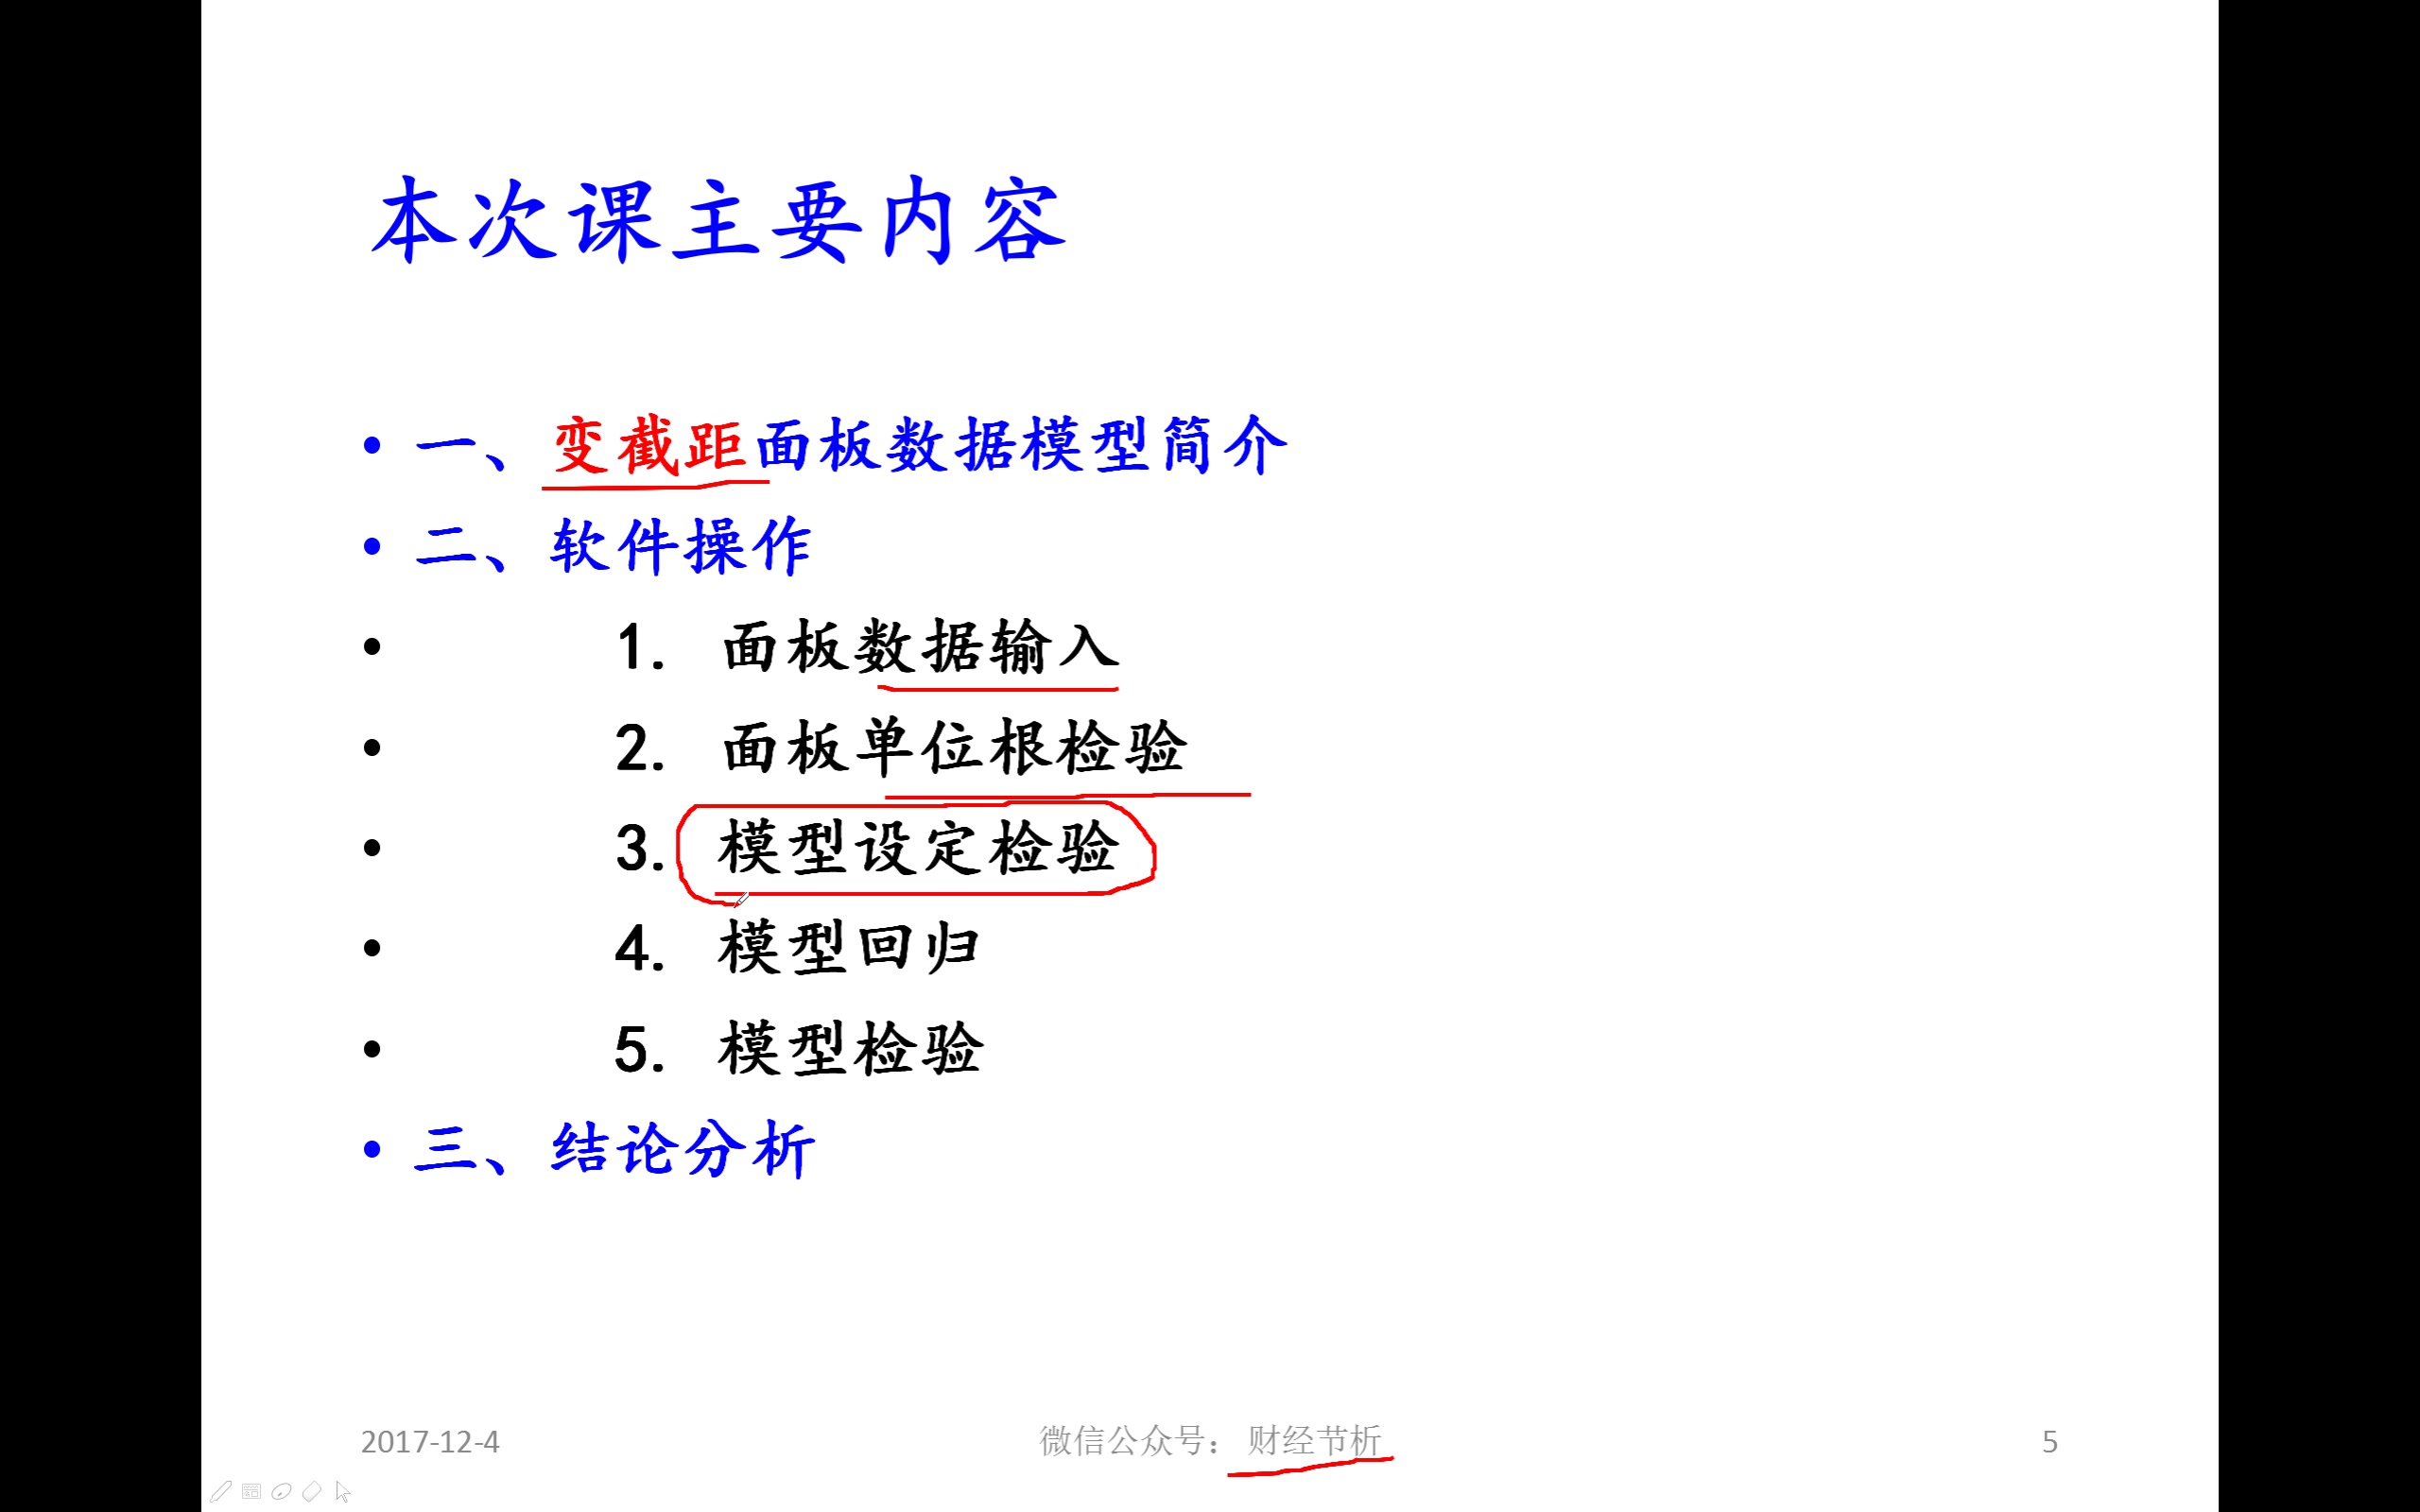 本次课主要内容
• 一、变截距面板数据模型简介
• 二、软件操作
• 1. 面板数据输入
• 2. 面板单位根检验
• 3. 模型设定检验
• 4. 模型回归
• 5. 模型检验
• 三、结论分析
2017-12-4 微信公众号： 财经节析 5